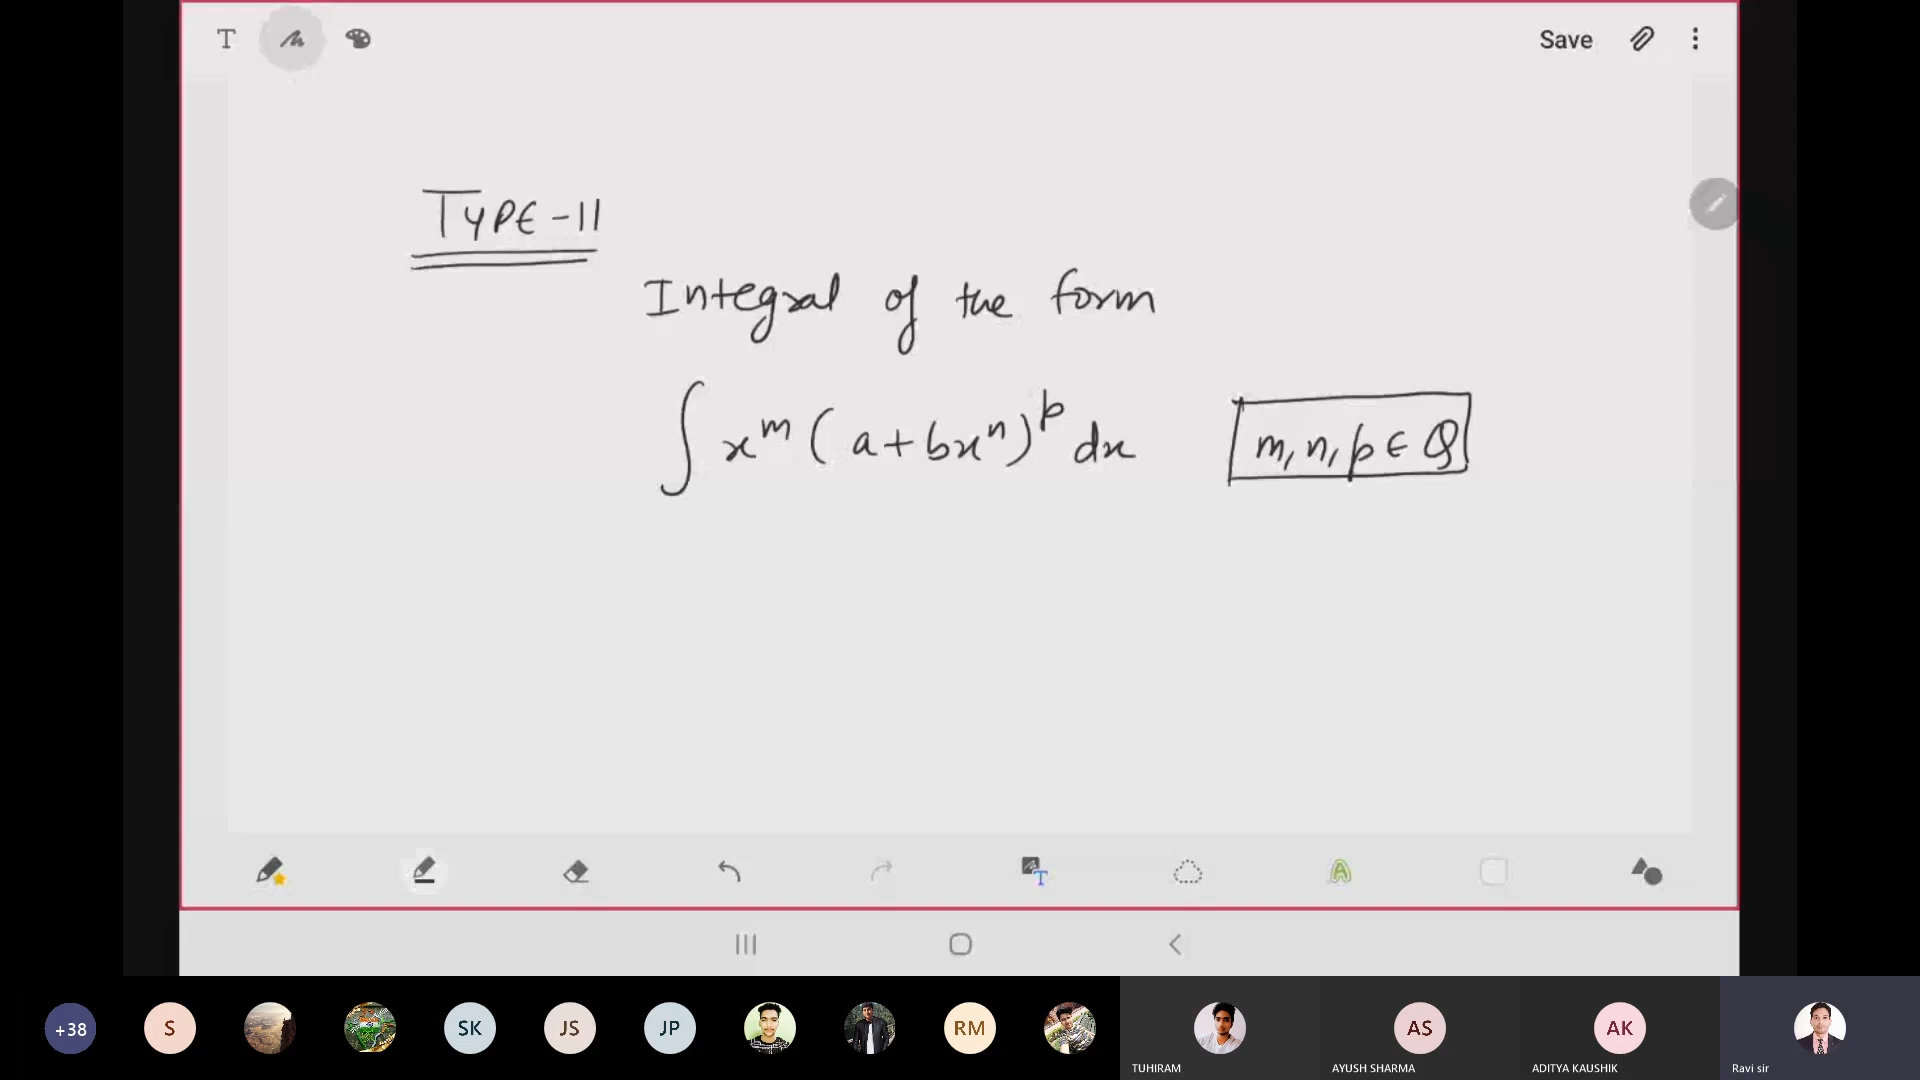 T
Save
TYPE-11
Integral of the form
∫ x^m (a+bx^n)^p dx
m, n, p ∈ Q
T
A
+38
S
SK
JS
JP
RM
AS
AK
TUHIRAM
AYUSH SHARMA
ADITYA KAUSHIK
Ravi sir